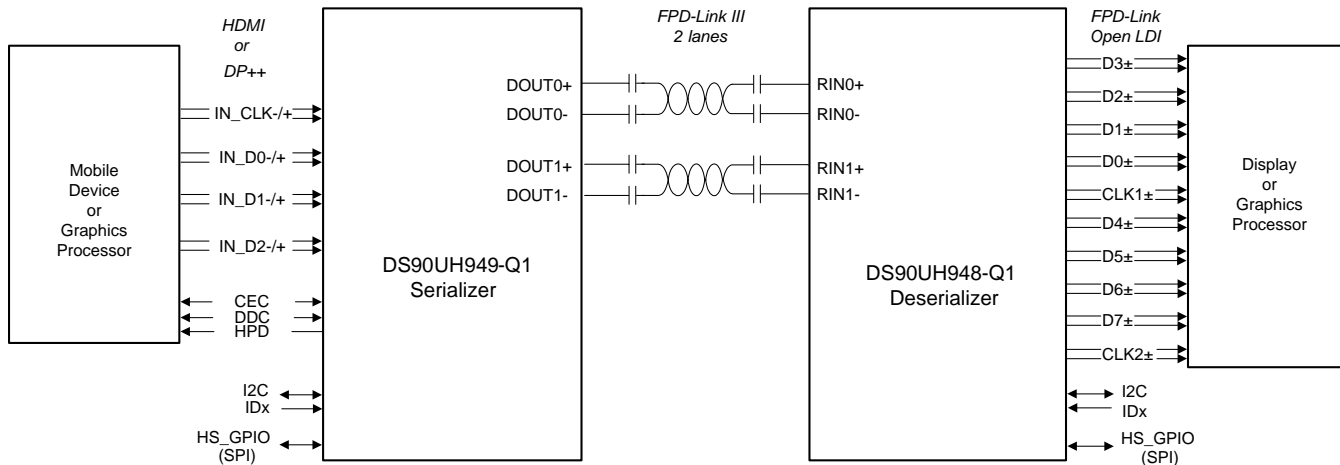 HDMI
or
DP++
FPD-Link III
2 lanes
FPD-Link
Open LDI
Mobile
Device
or
Graphics
Processor
IN_CLK-/+
IN_D0-/+
IN_D1-/+
IN_D2-/+
CEC
DDC
HPD
I2C
IDx
HS_GPIO
(SPI)
DS90UH949-Q1
Serializer
DOUT0+
DOUT0-
DOUT1+
DOUT1-
RIN0+
RIN0-
RIN1+
RIN1-
DS90UH948-Q1
Deserializer
D3±
D2±
D1±
D0±
CLK1±
D4±
D5±
D6±
D7±
CLK2±
I2C
IDx
HS_GPIO
(SPI)
Display
or
Graphics
Processor